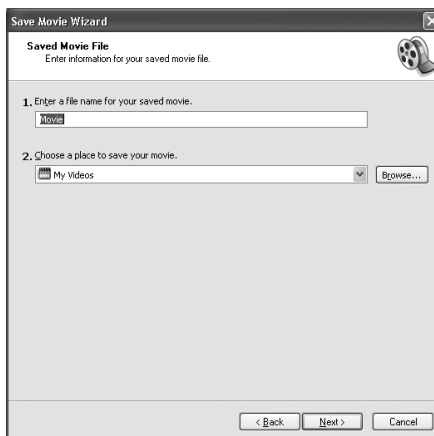 Save Movie Wizard
Saved Movie File
Enter information for your saved movie file.
1. Enter a file name for your saved movie.
Movie
2. Choose a place to save your movie.
My Videos
Browse...
< Back
Next >
Cancel